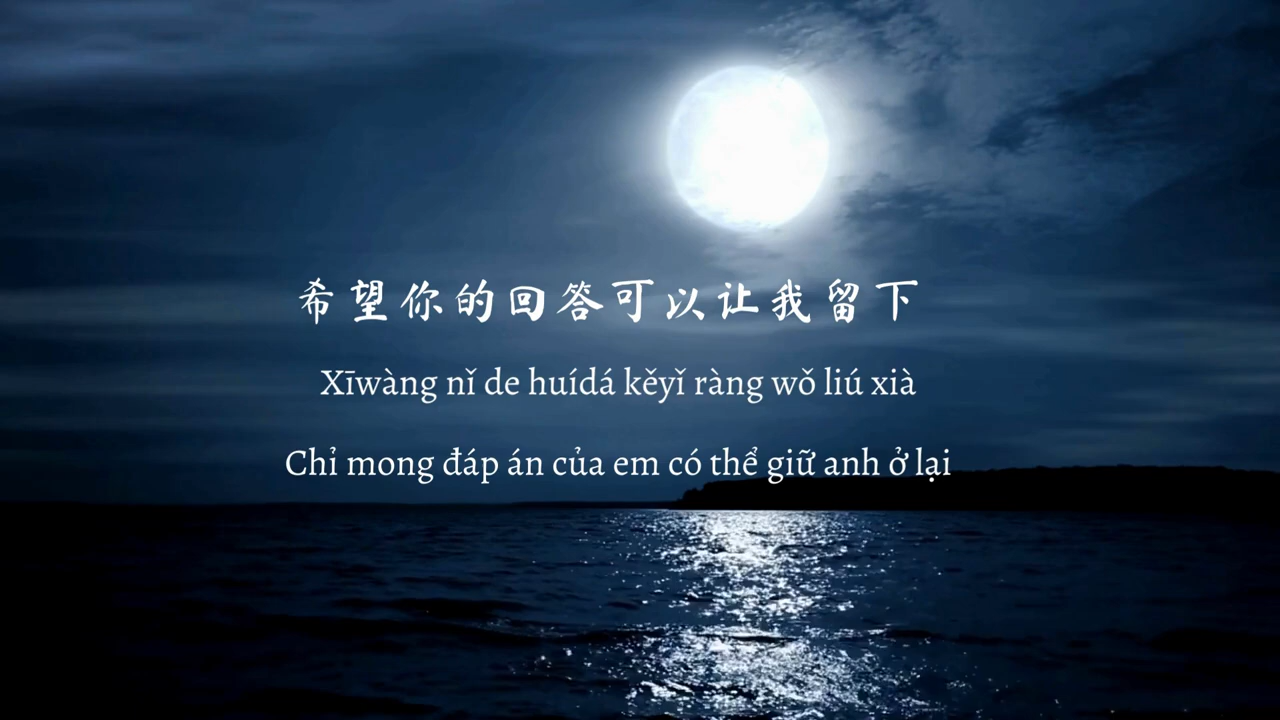 希望你的回答可以让我留下
Xīwàng nǐ de huídá kěyǐ ràng wǒ liú xià
Chỉ mong đáp án của em có thể giữ anh ở lại